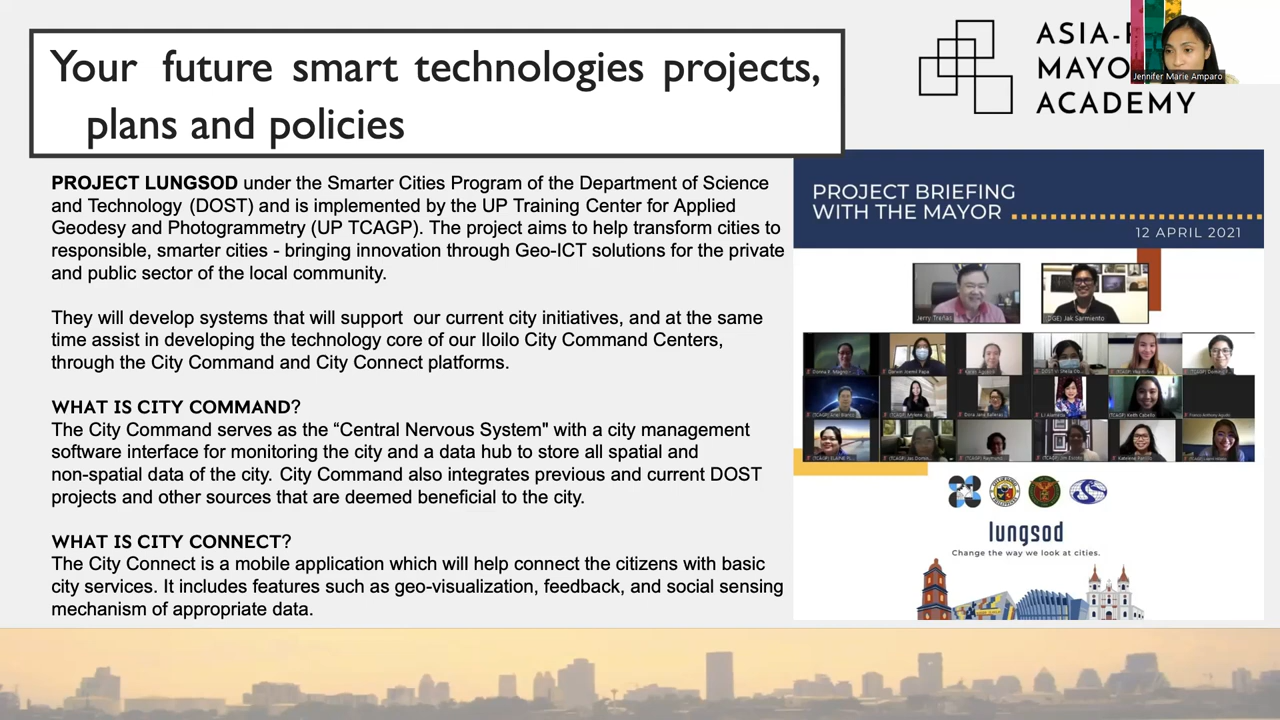 Your future smart technologies projects,
plans and policies
ASIA-
MAYO
ACADEMY
Jennifer Marie Amparo
PROJECT LUNGSOD under the Smarter Cities Program of the Department of Science
and Technology (DOST) and is implemented by the UP Training Center for Applied
Geodesy and Photogrammetry (UP TCAGP). The project aims to help transform cities to
responsible, smarter cities - bringing innovation through Geo-ICT solutions for the private
and public sector of the local community.
They will develop systems that will support our current city initiatives, and at the same
time assist in developing the technology core of our Iloilo City Command Centers,
through the City Command and City Connect platforms.
WHAT IS CITY COMMAND?
The City Command serves as the “Central Nervous System" with a city management
software interface for monitoring the city and a data hub to store all spatial and
non-spatial data of the city. City Command also integrates previous and current DOST
projects and other sources that are deemed beneficial to the city.
WHAT IS CITY CONNECT?
The City Connect is a mobile application which will help connect the citizens with basic
city services. It includes features such as geo-visualization, feedback, and social sensing
mechanism of appropriate data.
PROJECT BRIEFING
WITH THE MAYOR
12 APRIL 2021
Jerry Treñas
Jak Sarmiento
lungsod
Change the way we look at cities.